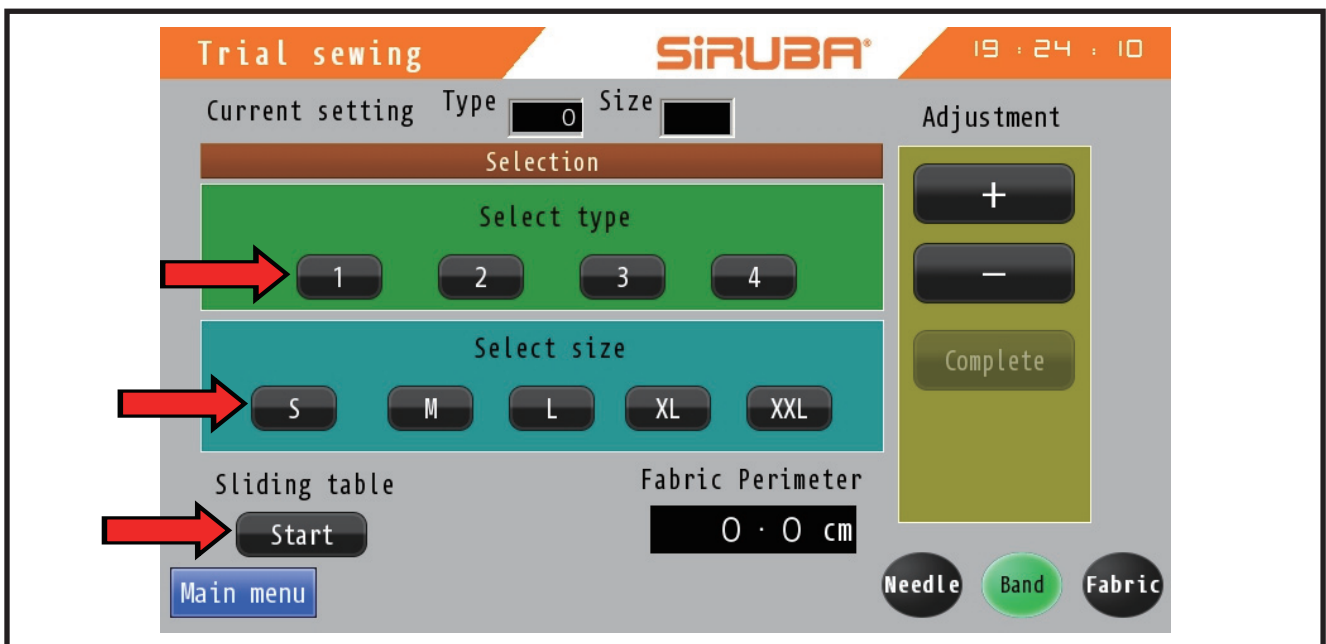 Trial sewing
SiRUBA®
19 : 24 : 10
Current setting Type 0 Size
Adjustment
Selection
Select type
1 2 3 4
+
−
Complete
Select size
S M L XL XXL
Sliding table
Start
Fabric Perimeter
0.0 cm
Main menu
Needle Band Fabric